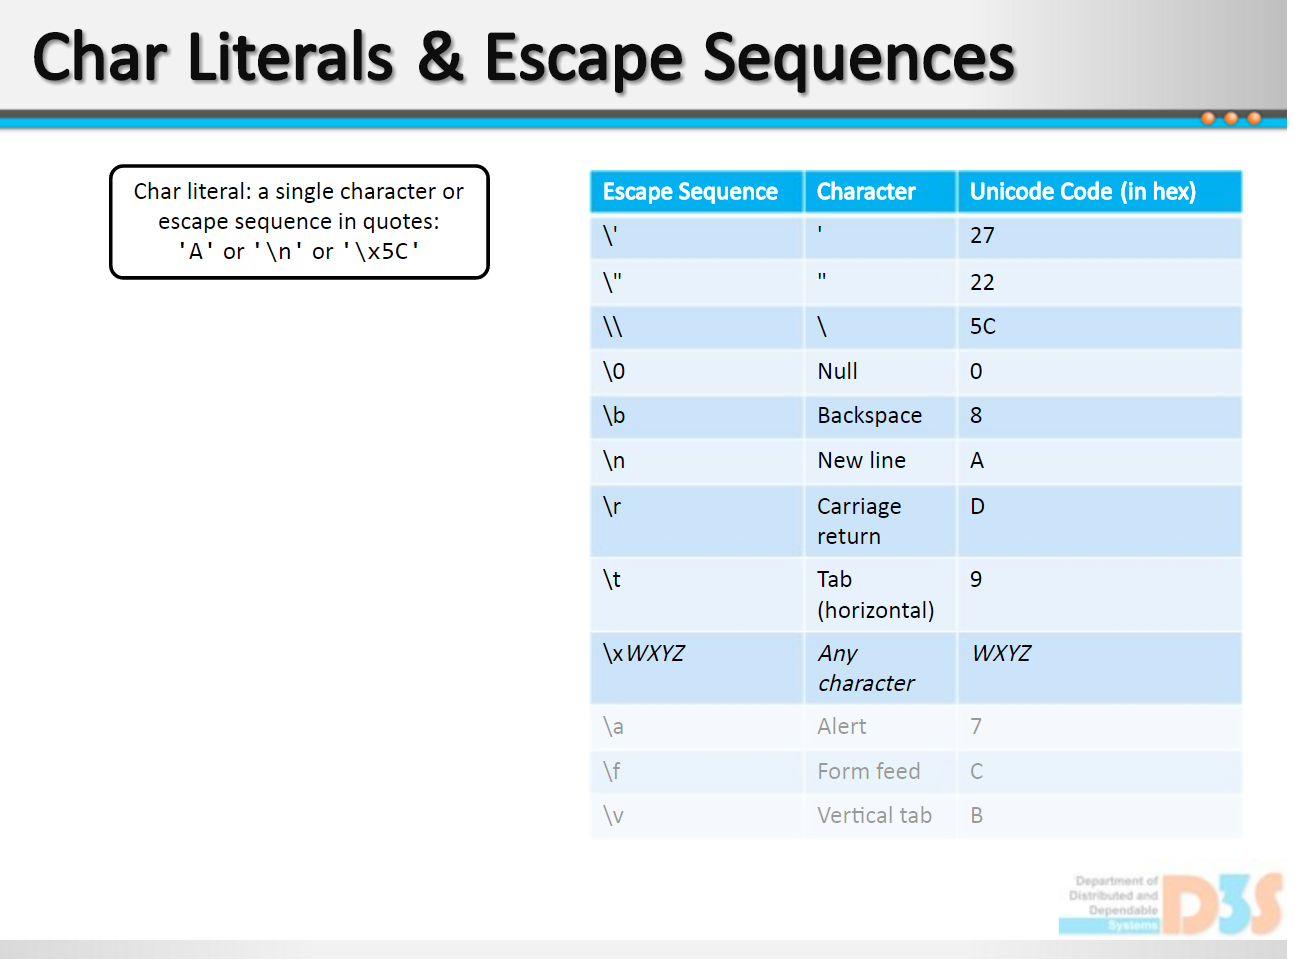 Char Literals & Escape Sequences
Char literal: a single character or
escape sequence in quotes:
'A' or '\n' or '\x5C'
Escape Sequence Character Unicode Code (in hex)
\' ' 27
\" " 22
\\ \ 5C
\0 Null 0
\b Backspace 8
\n New line A
\r Carriage return D
\t Tab (horizontal) 9
\xWXYZ Any character WXYZ
\a Alert 7
\f Form feed C
\v Vertical tab B
Department of
Distributed and
Dependable
Systems
D3S